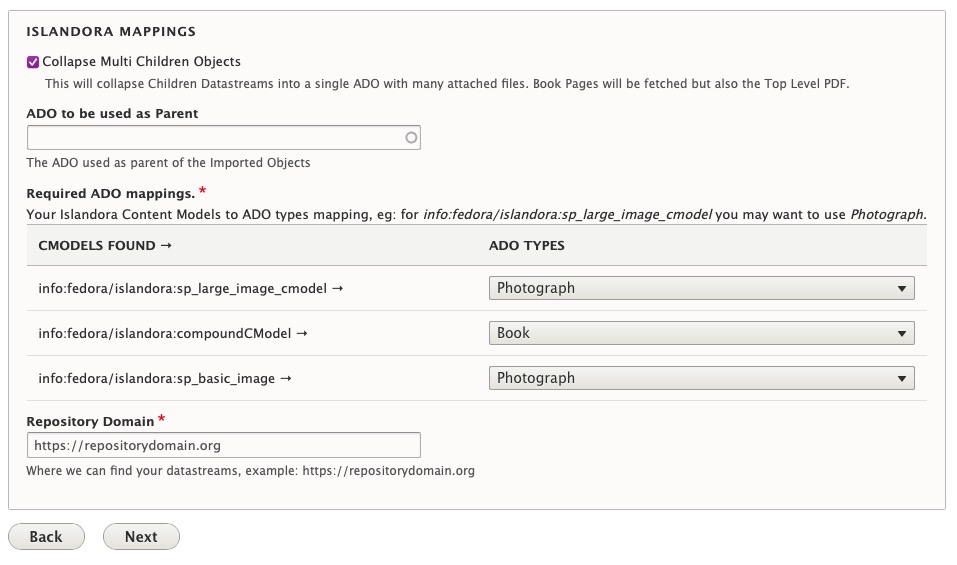 ISLANDORA MAPPINGS
Collapse Multi Children Objects
This will collapse Children Datastreams into a single ADO with many attached files. Book Pages will be fetched but also the Top Level PDF.
ADO to be used as Parent
The ADO used as parent of the Imported Objects
Required ADO mappings. *
Your Islandora Content Models to ADO types mapping, eg: for info:fedora/islandora:sp_large_image_cmodel you may want to use Photograph.
CMODELS FOUND → ADO TYPES
info:fedora/islandora:sp_large_image_cmodel → Photograph
info:fedora/islandora:compoundCModel → Book
info:fedora/islandora:sp_basic_image → Photograph
Repository Domain *
https://repositorydomain.org
Where we can find your datastreams, example: https://repositorydomain.org
Back Next